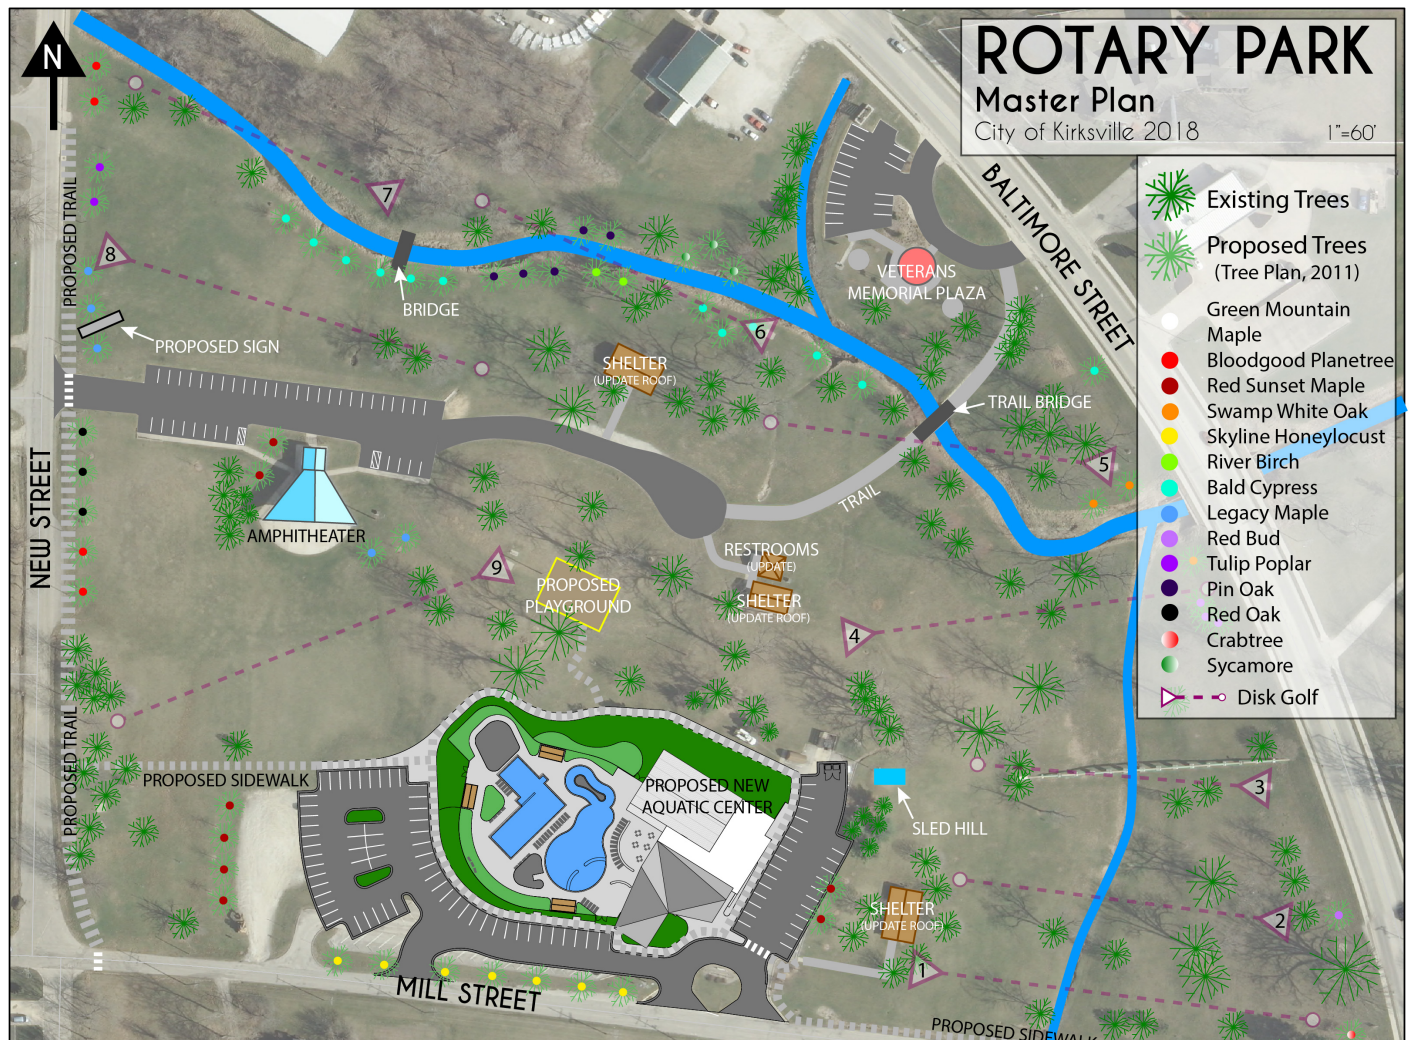 N
ROTARY PARK
Master Plan
City of Kirksville 2018
1"=60'
Existing Trees
Proposed Trees
(Tree Plan, 2011)
Green Mountain
Maple
Bloodgood Planetree
Red Sunset Maple
Swamp White Oak
Skyline Honeylocust
River Birch
Bald Cypress
Legacy Maple
Red Bud
Tulip Poplar
Pin Oak
Red Oak
Crabtree
Sycamore
Disk Golf
BALTIMORE STREET
VETERANS
MEMORIAL PLAZA
PROPOSED TRAIL
7
8
BRIDGE
6
PROPOSED SIGN
SHELTER
(UPDATE ROOF)
TRAIL BRIDGE
5
NEW STREET
TRAIL
AMPHITHEATER
9
PROPOSED
PLAYGROUND
RESTROOMS
(UPDATE)
SHELTER
(UPDATE ROOF)
4
PROPOSED TRAIL
PROPOSED SIDEWALK
PROPOSED NEW
AQUATIC CENTER
3
SLED HILL
SHELTER
(UPDATE ROOF)
2
1
MILL STREET
PROPOSED SIDEWALK